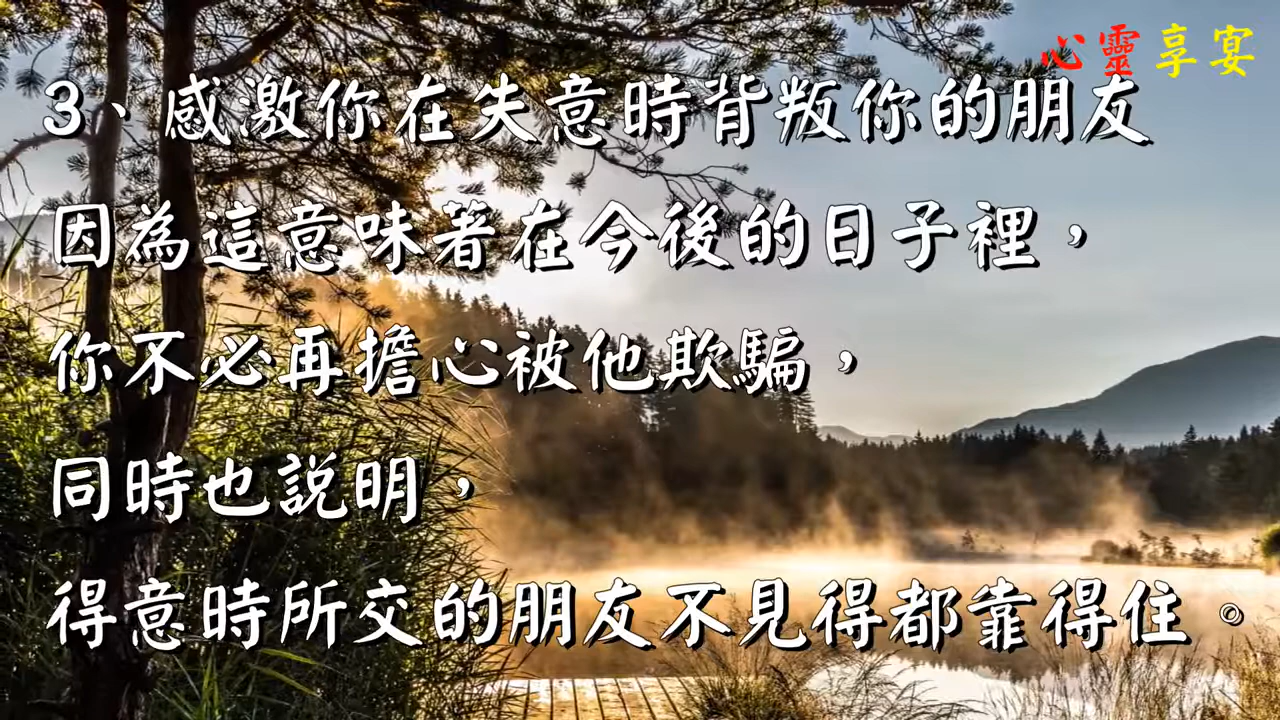 心靈享宴
3、感激你在失意時背叛你的朋友
因為這意味著在今後的日子裡，
你不必再擔心被他欺騙，
同時也說明，
得意時所交的朋友不見得都靠得住。